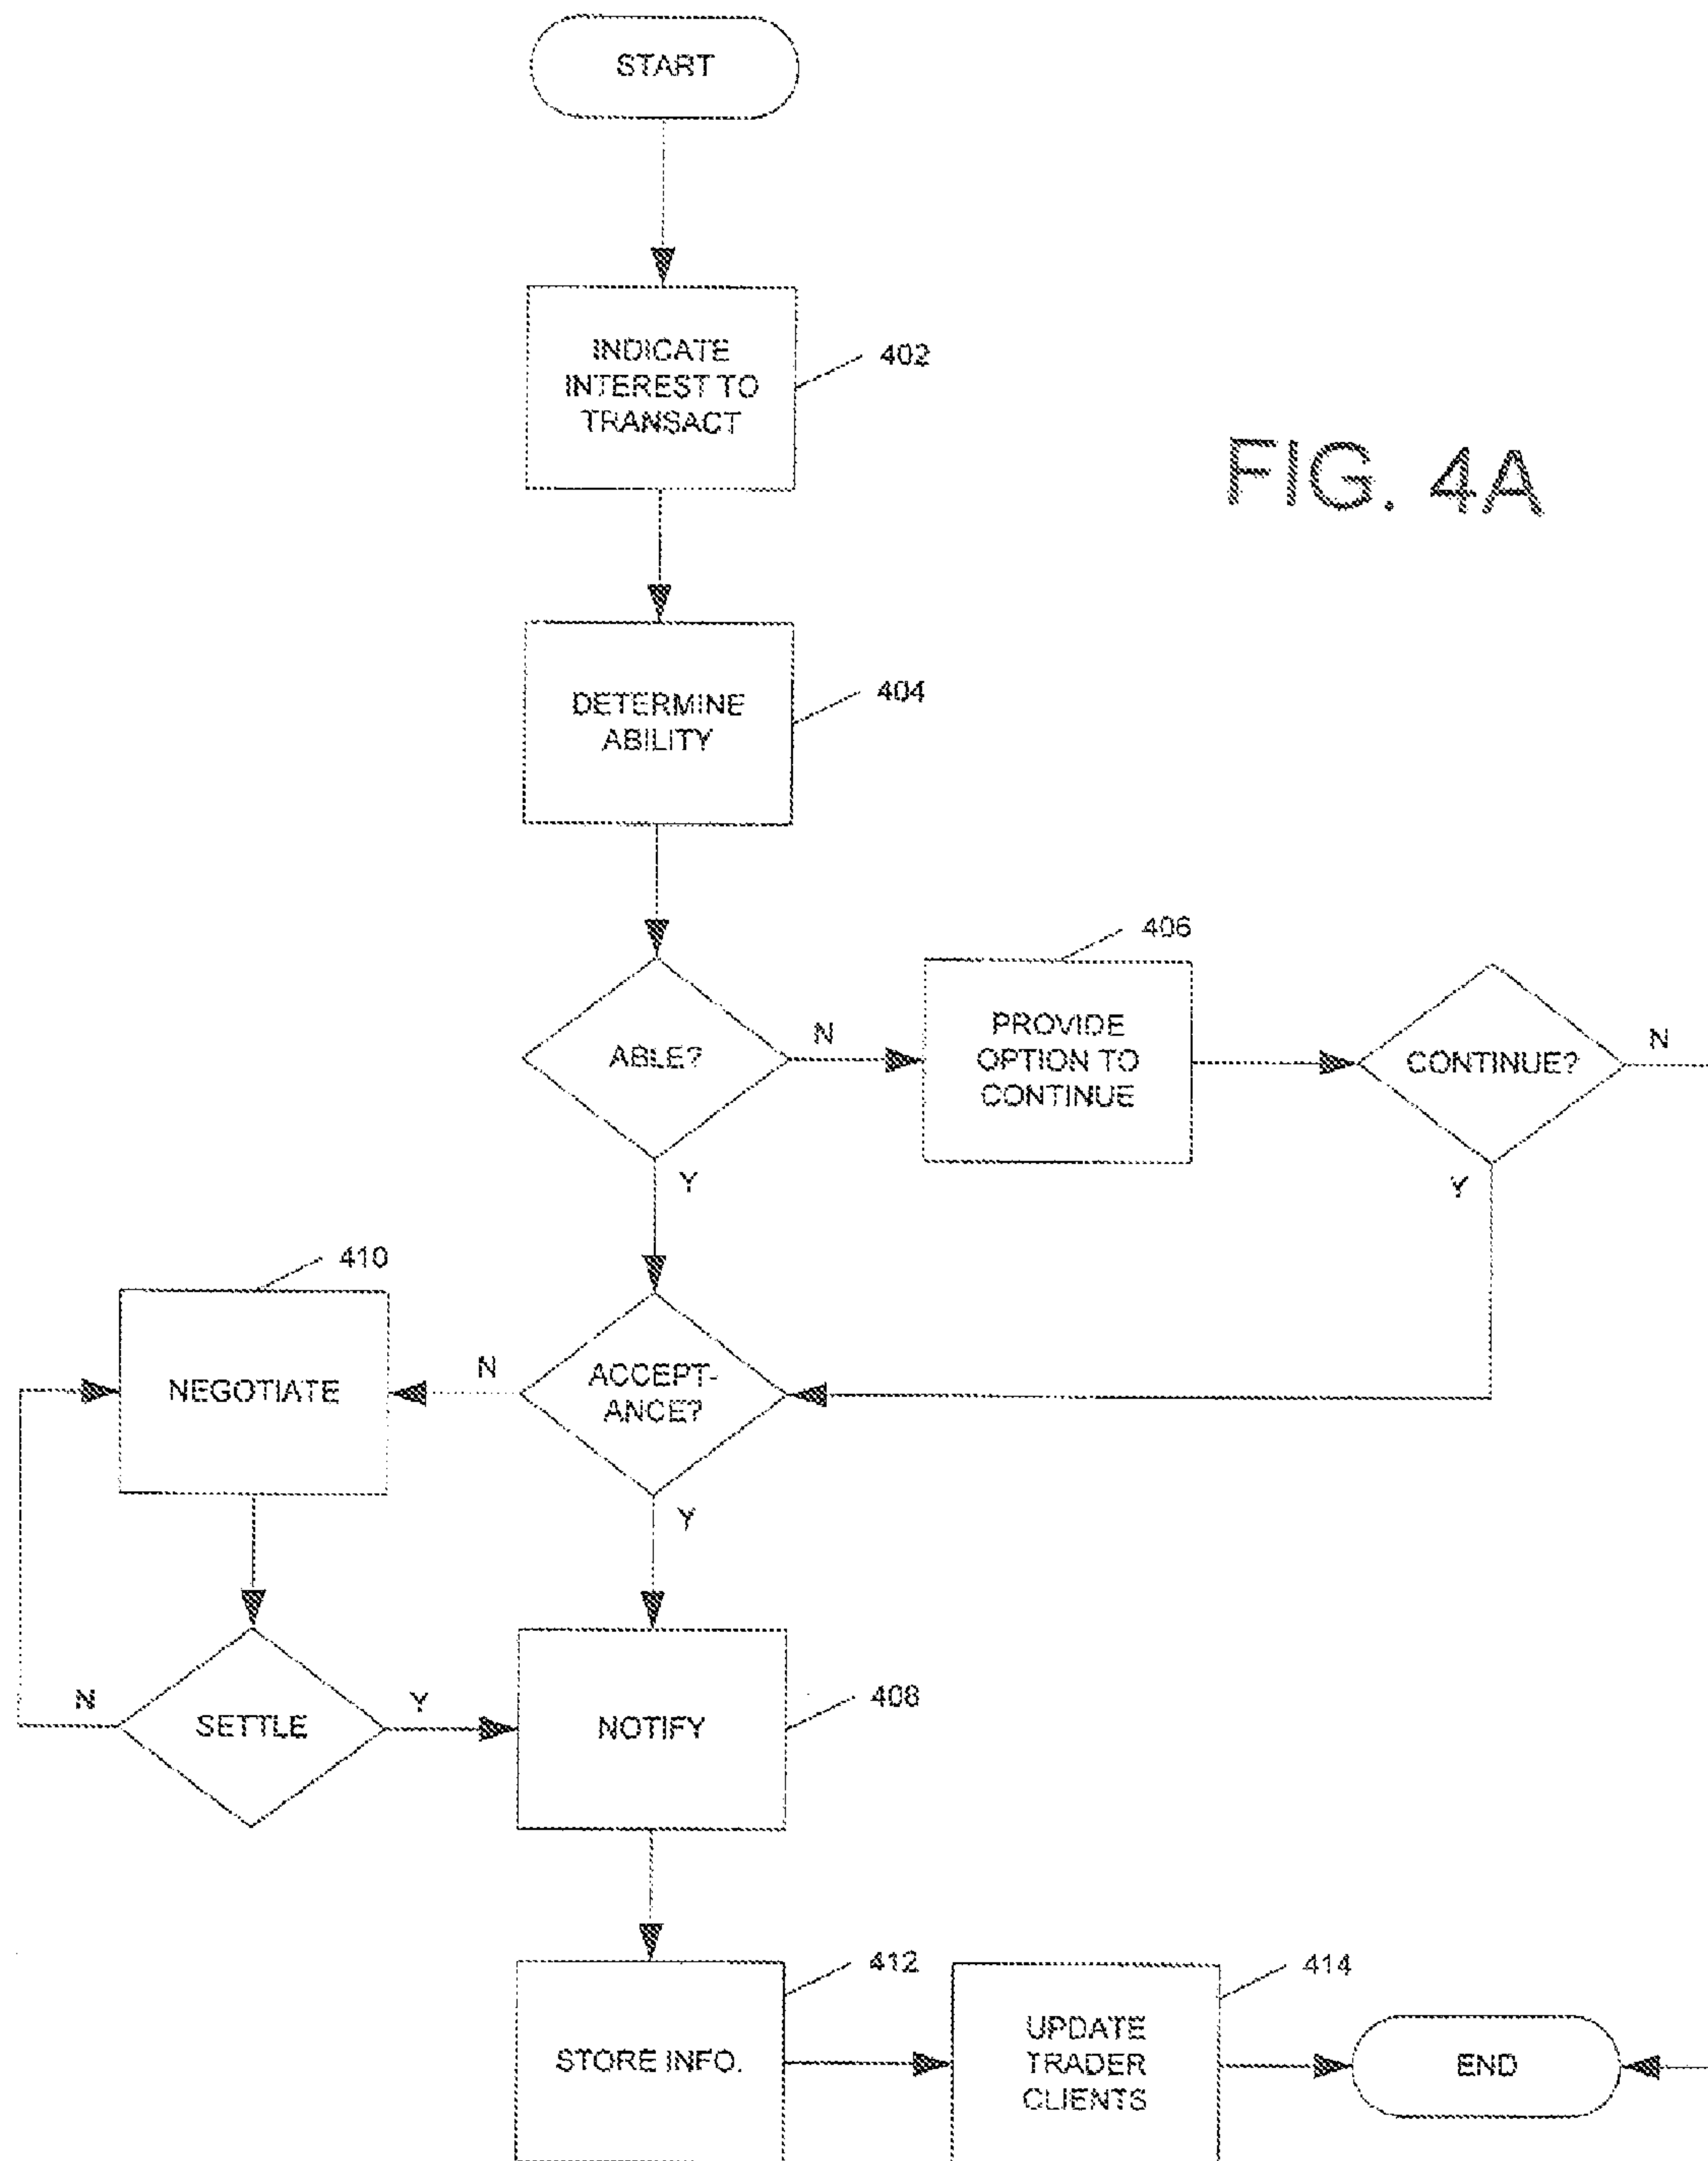 START
INDICATE
INTEREST TO
TRANSACT
402
FIG. 4A
DETERMINE
ABILITY
404
406
ABLE?
N
PROVIDE
OPTION TO
CONTINUE
CONTINUE?
N
Y
Y
410
NEGOTIATE
N
ACCEPT-
ANCE?
Y
N
SETTLE
Y
NOTIFY
408
STORE INFO.
412
UPDATE
TRADER
CLIENTS
414
END